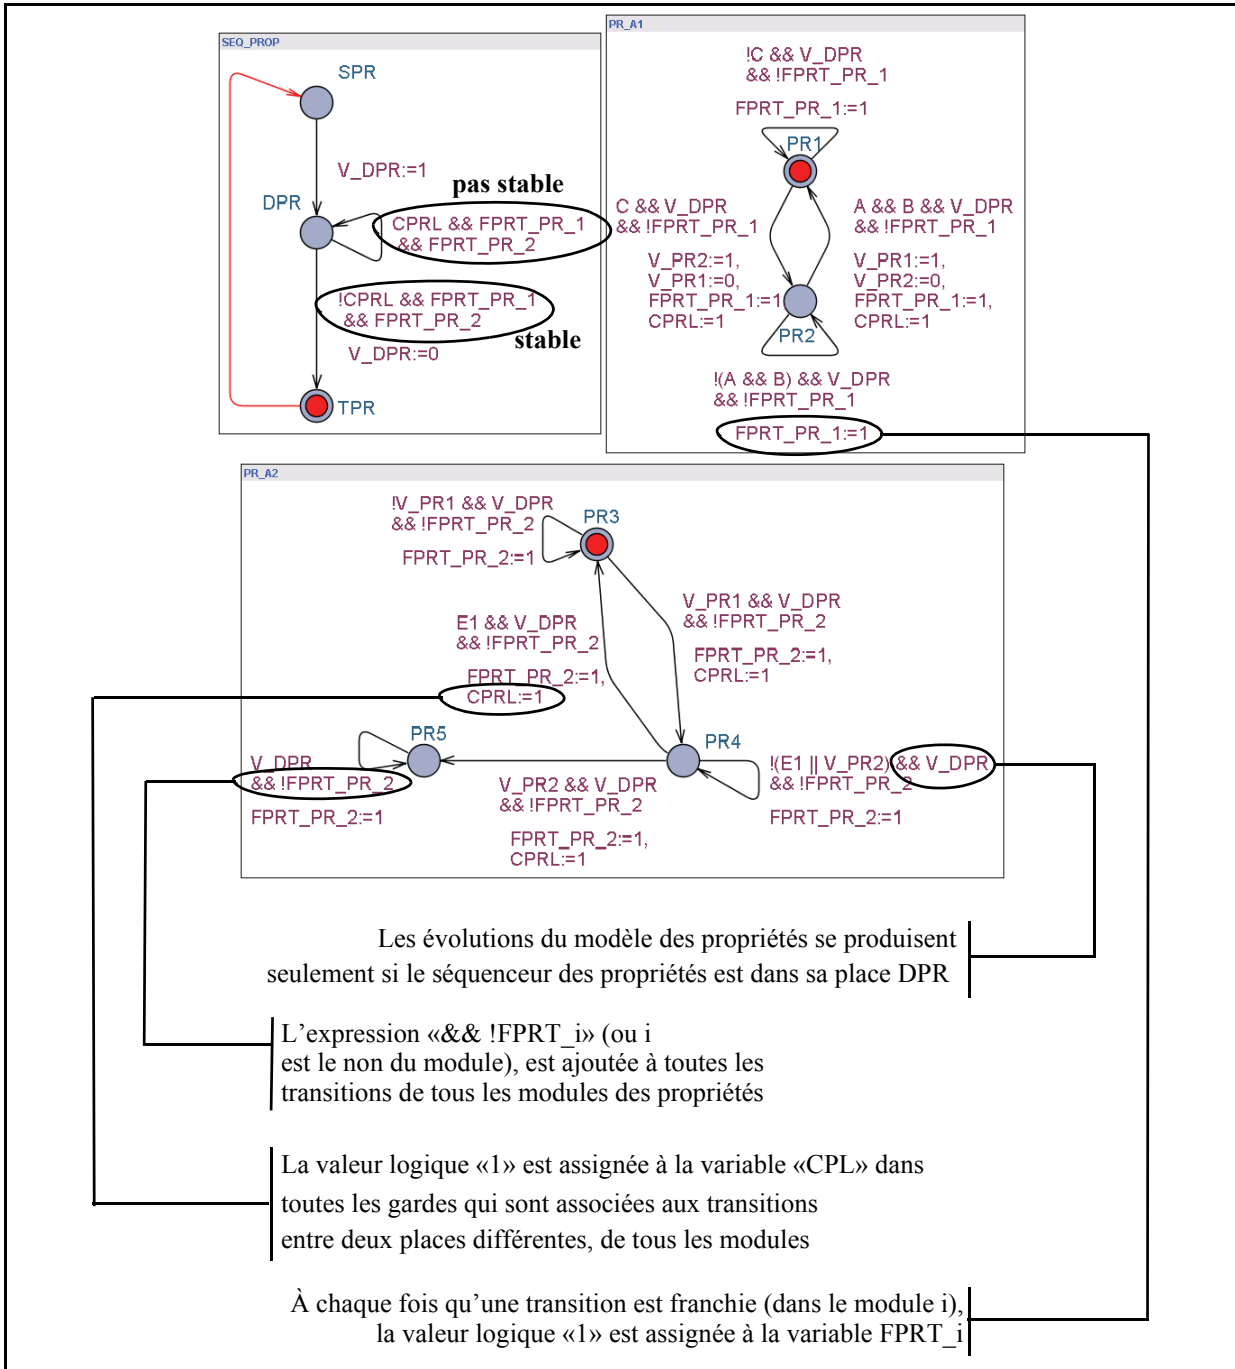 SEQ_PROP
SPR
V_DPR:=1
pas stable
DPR
CPRL && FPRT_PR_1
&& FPRT_PR_2
!CPRL && FPRT_PR_1
&& FPRT_PR_2
stable
V_DPR:=0
TPR
PR_A1
!C && V_DPR
&& !FPRT_PR_1
FPRT_PR_1:=1
PR1
C && V_DPR
&& !FPRT_PR_1
V_PR2:=1,
V_PR1:=0,
FPRT_PR_1:=1
CPRL:=1
A && B && V_DPR
&& !FPRT_PR_1
V_PR1:=1,
V_PR2:=0,
FPRT_PR_1:=1,
CPRL:=1
PR2
!(A && B) && V_DPR
&& !FPRT_PR_1
FPRT_PR_1:=1
PR_A2
!V_PR1 && V_DPR
&& !FPRT_PR_2
FPRT_PR_2:=1
PR3
V_PR1 && V_DPR
&& !FPRT_PR_2
FPRT_PR_2:=1,
CPRL:=1
E1 && V_DPR
&& !FPRT_PR_2
FPRT_PR_2:=1,
CPRL:=1
PR5
PR4
V_DPR
&& !FPRT_PR_2
FPRT_PR_2:=1
V_PR2 && V_DPR
&& !FPRT_PR_2
FPRT_PR_2:=1,
CPRL:=1
!(E1 || V_PR2) && V_DPR
&& !FPRT_PR_2
FPRT_PR_2:=1
Les évolutions du modèle des propriétés se produisent
seulement si le séquenceur des propriétés est dans sa place DPR
L’expression «&& !FPRT_i» (ou i
est le non du module), est ajoutée à toutes les
transitions de tous les modules des propriétés
La valeur logique «1» est assignée à la variable «CPL» dans
toutes les gardes qui sont associées aux transitions
entre deux places différentes, de tous les modules
À chaque fois qu’une transition est franchie (dans le module i),
la valeur logique «1» est assignée à la variable FPRT_i